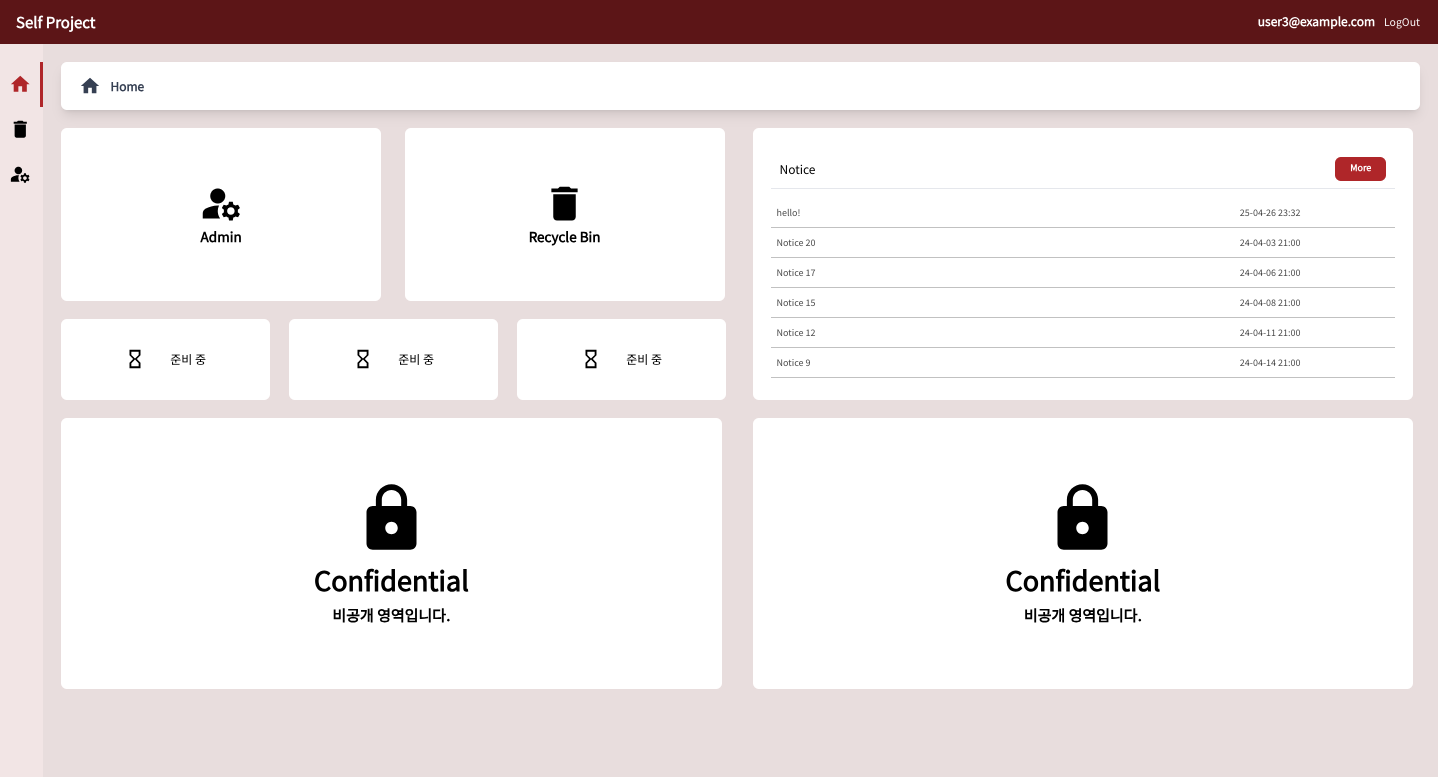 Self Project
user3@example.com LogOut
Home
Admin
Recycle Bin
Notice
More
hello! 25-04-26 23:32
Notice 20 24-04-03 21:00
Notice 17 24-04-06 21:00
Notice 15 24-04-08 21:00
Notice 12 24-04-11 21:00
Notice 9 24-04-14 21:00
준비 중
준비 중
준비 중
Confidential
비공개 영역입니다.
Confidential
비공개 영역입니다.